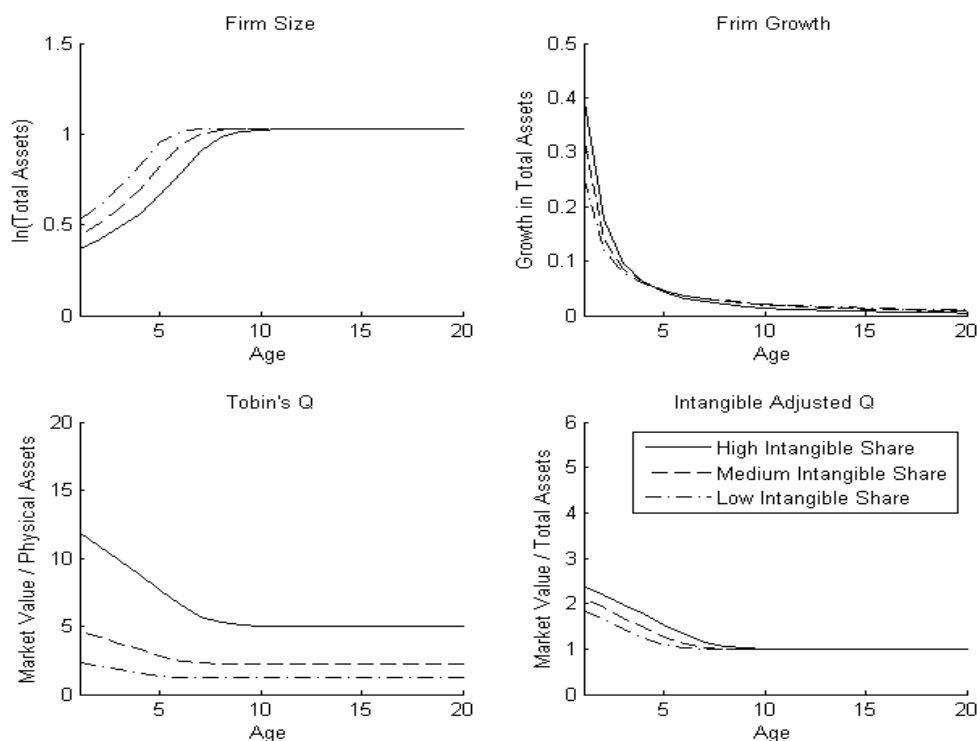 Firm Size
1.5
1
0.5
0
5
10
15
20
ln(Total Assets)
Age
Frim Growth
0.5
0.4
0.3
0.2
0.1
0
5
10
15
20
Growth in Total Assets
Age
Tobin's Q
20
15
10
5
0
5
10
15
20
Market Value / Physical Assets
Age
Intangible Adjusted Q
6
5
4
3
2
1
0
5
10
15
20
Market Value / Total Assets
Age
High Intangible Share
Medium Intangible Share
Low Intangible Share